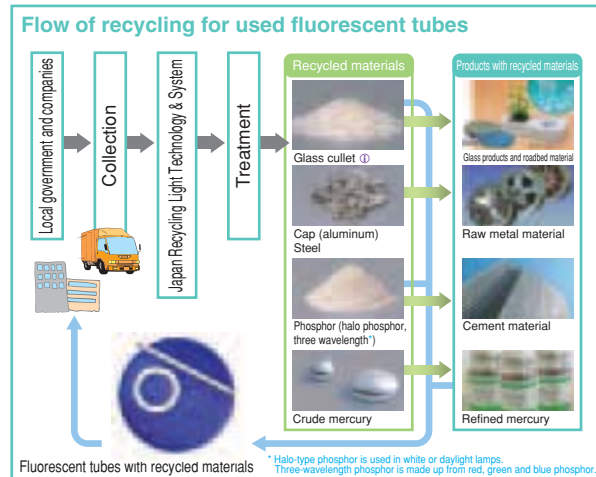 Flow of recycling for used fluorescent tubes
Local government and companies
Collection
Japan Recycling Light Technology & System
Treatment
Recycled materials
Glass cullet ①
Cap (aluminum)
Steel
Phosphor (halo phosphor,
three wavelength*)
Crude mercury
Products with recycled materials
Glass products and roadbed material
Raw metal material
Cement material
Refined mercury
Fluorescent tubes with recycled materials
* Halo-type phosphor is used in white or daylight lamps.
Three-wavelength phosphor is made up from red, green and blue phosphor.